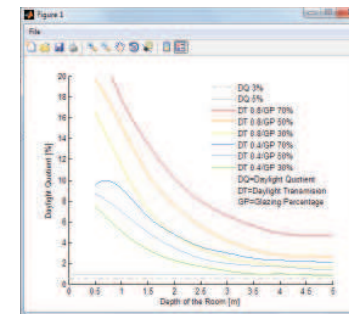 Figure 1
File
20
18
16
14
12
10
8
6
4
2
0
Daylight Quotient [%]
DQ 3%
DQ 5%
DT 0.8/GP 70%
DT 0.8/GP 50%
DT 0.8/GP 30%
DT 0.4/GP 70%
DT 0.4/GP 50%
DT 0.4/GP 30%
DQ=Daylight Quotient
DT=Daylight Transmision
GP=Glazing Percentage
0 0.5 1 1.5 2 2.5 3 3.5 4 4.5 5
Depth of the Room [m]